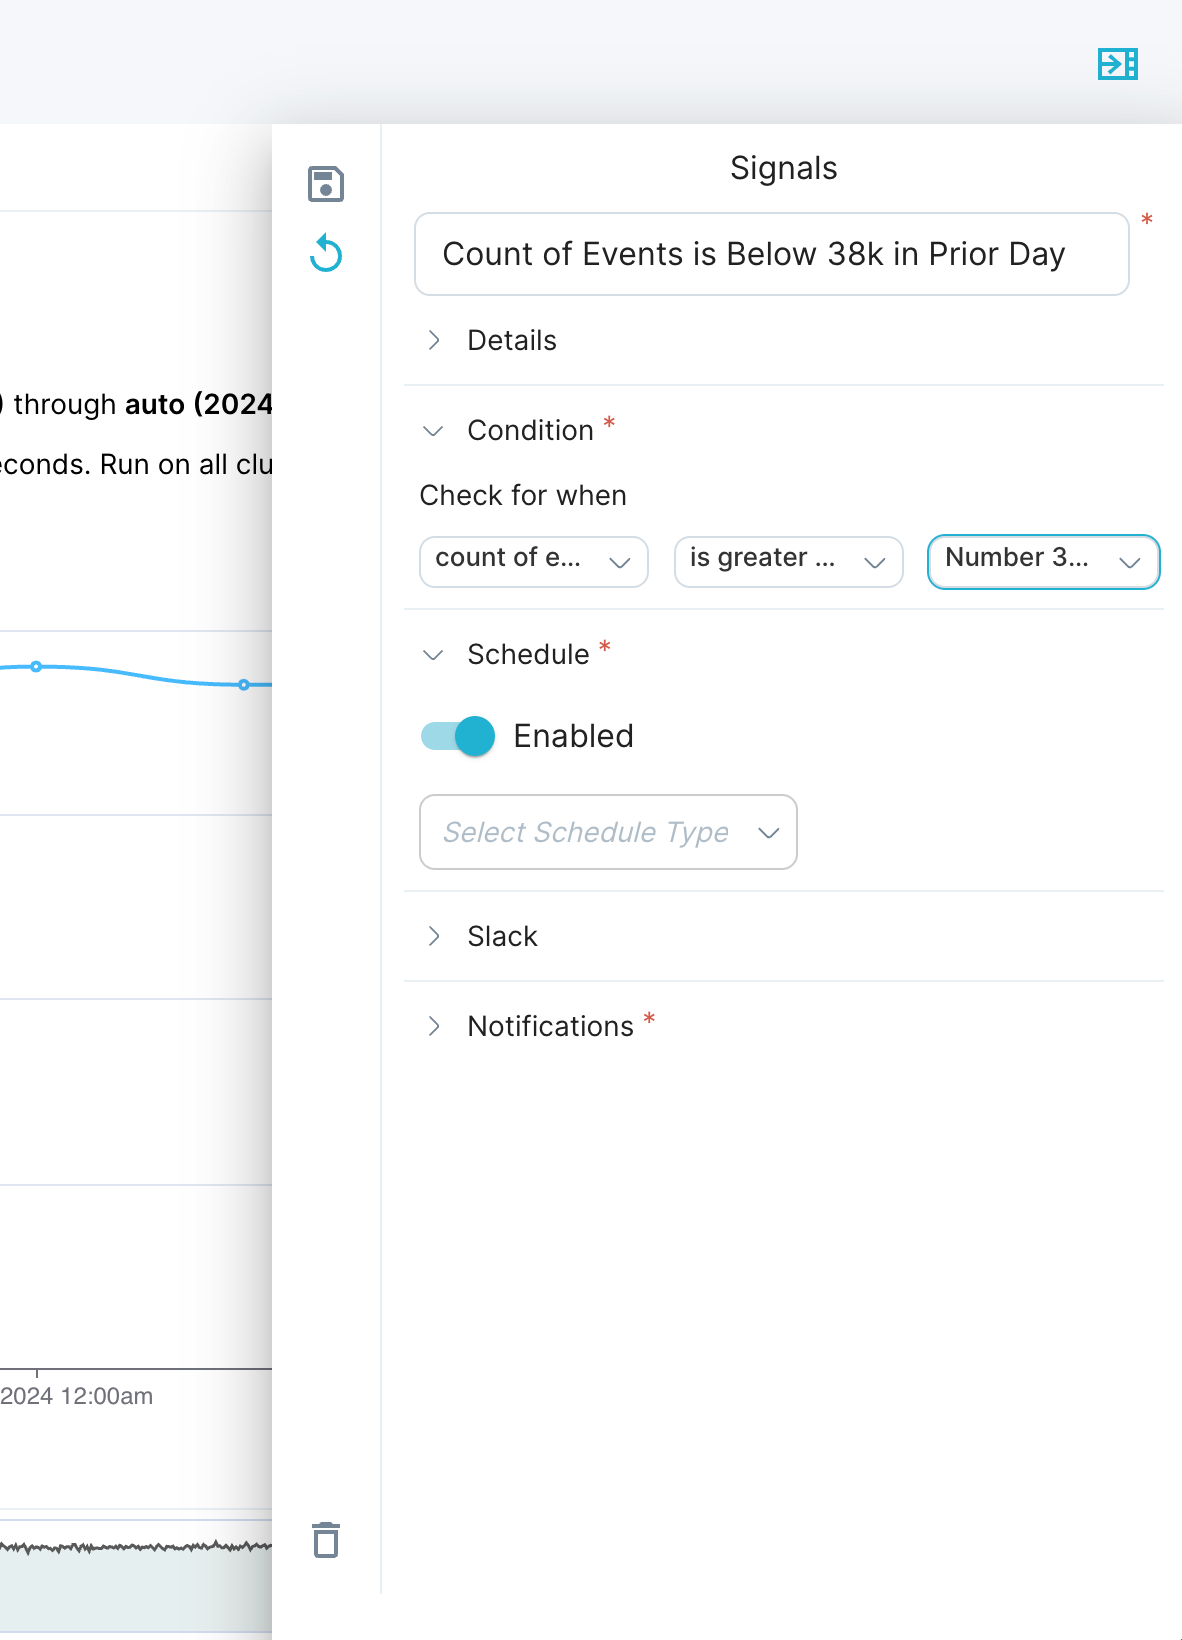 Signals
Count of Events is Below 38k in Prior Day *
Details
) through auto (2024
Condition *
econds. Run on all clu
Check for when
count of e... is greater ... Number 3...
Schedule *
Enabled
Select Schedule Type
Slack
Notifications *
2024 12:00am